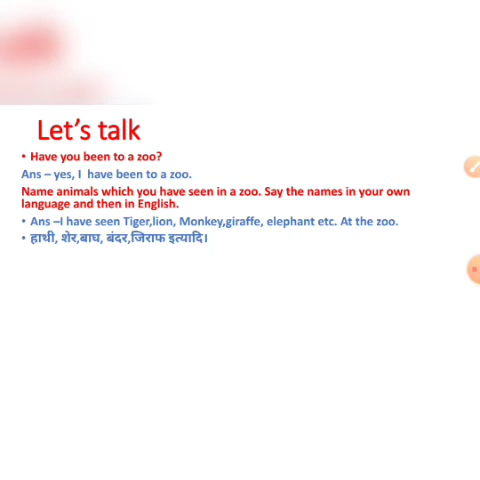 Let's talk
• Have you been to a zoo?
Ans – yes, I have been to a zoo.
Name animals which you have seen in a zoo. Say the names in your own
language and then in English.
• Ans –I have seen Tiger,lion, Monkey,giraffe, elephant etc. At the zoo.
• हाथी, शेर,बाघ, बंदर,जिराफ इत्यादि।